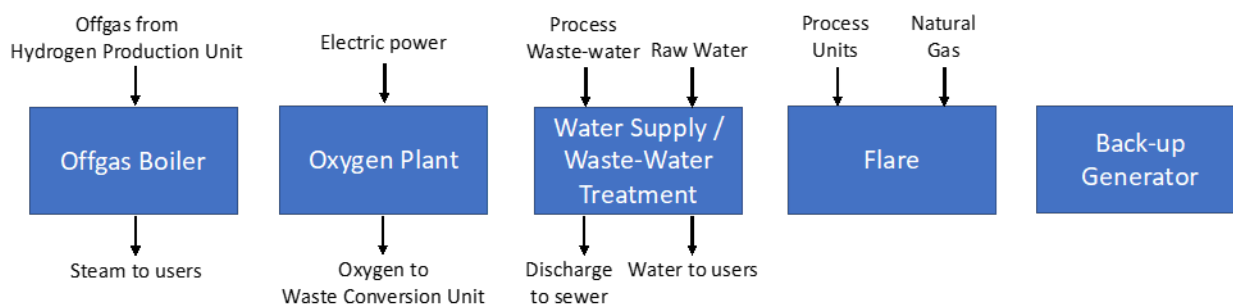 Offgas from
Hydrogen Production Unit
Electric power
Process
Waste-water
Raw Water
Process
Units
Natural
Gas
Offgas Boiler
Oxygen Plant
Water Supply /
Waste-Water
Treatment
Flare
Back-up
Generator
Steam to users
Oxygen to
Waste Conversion Unit
Discharge
to sewer
Water to users